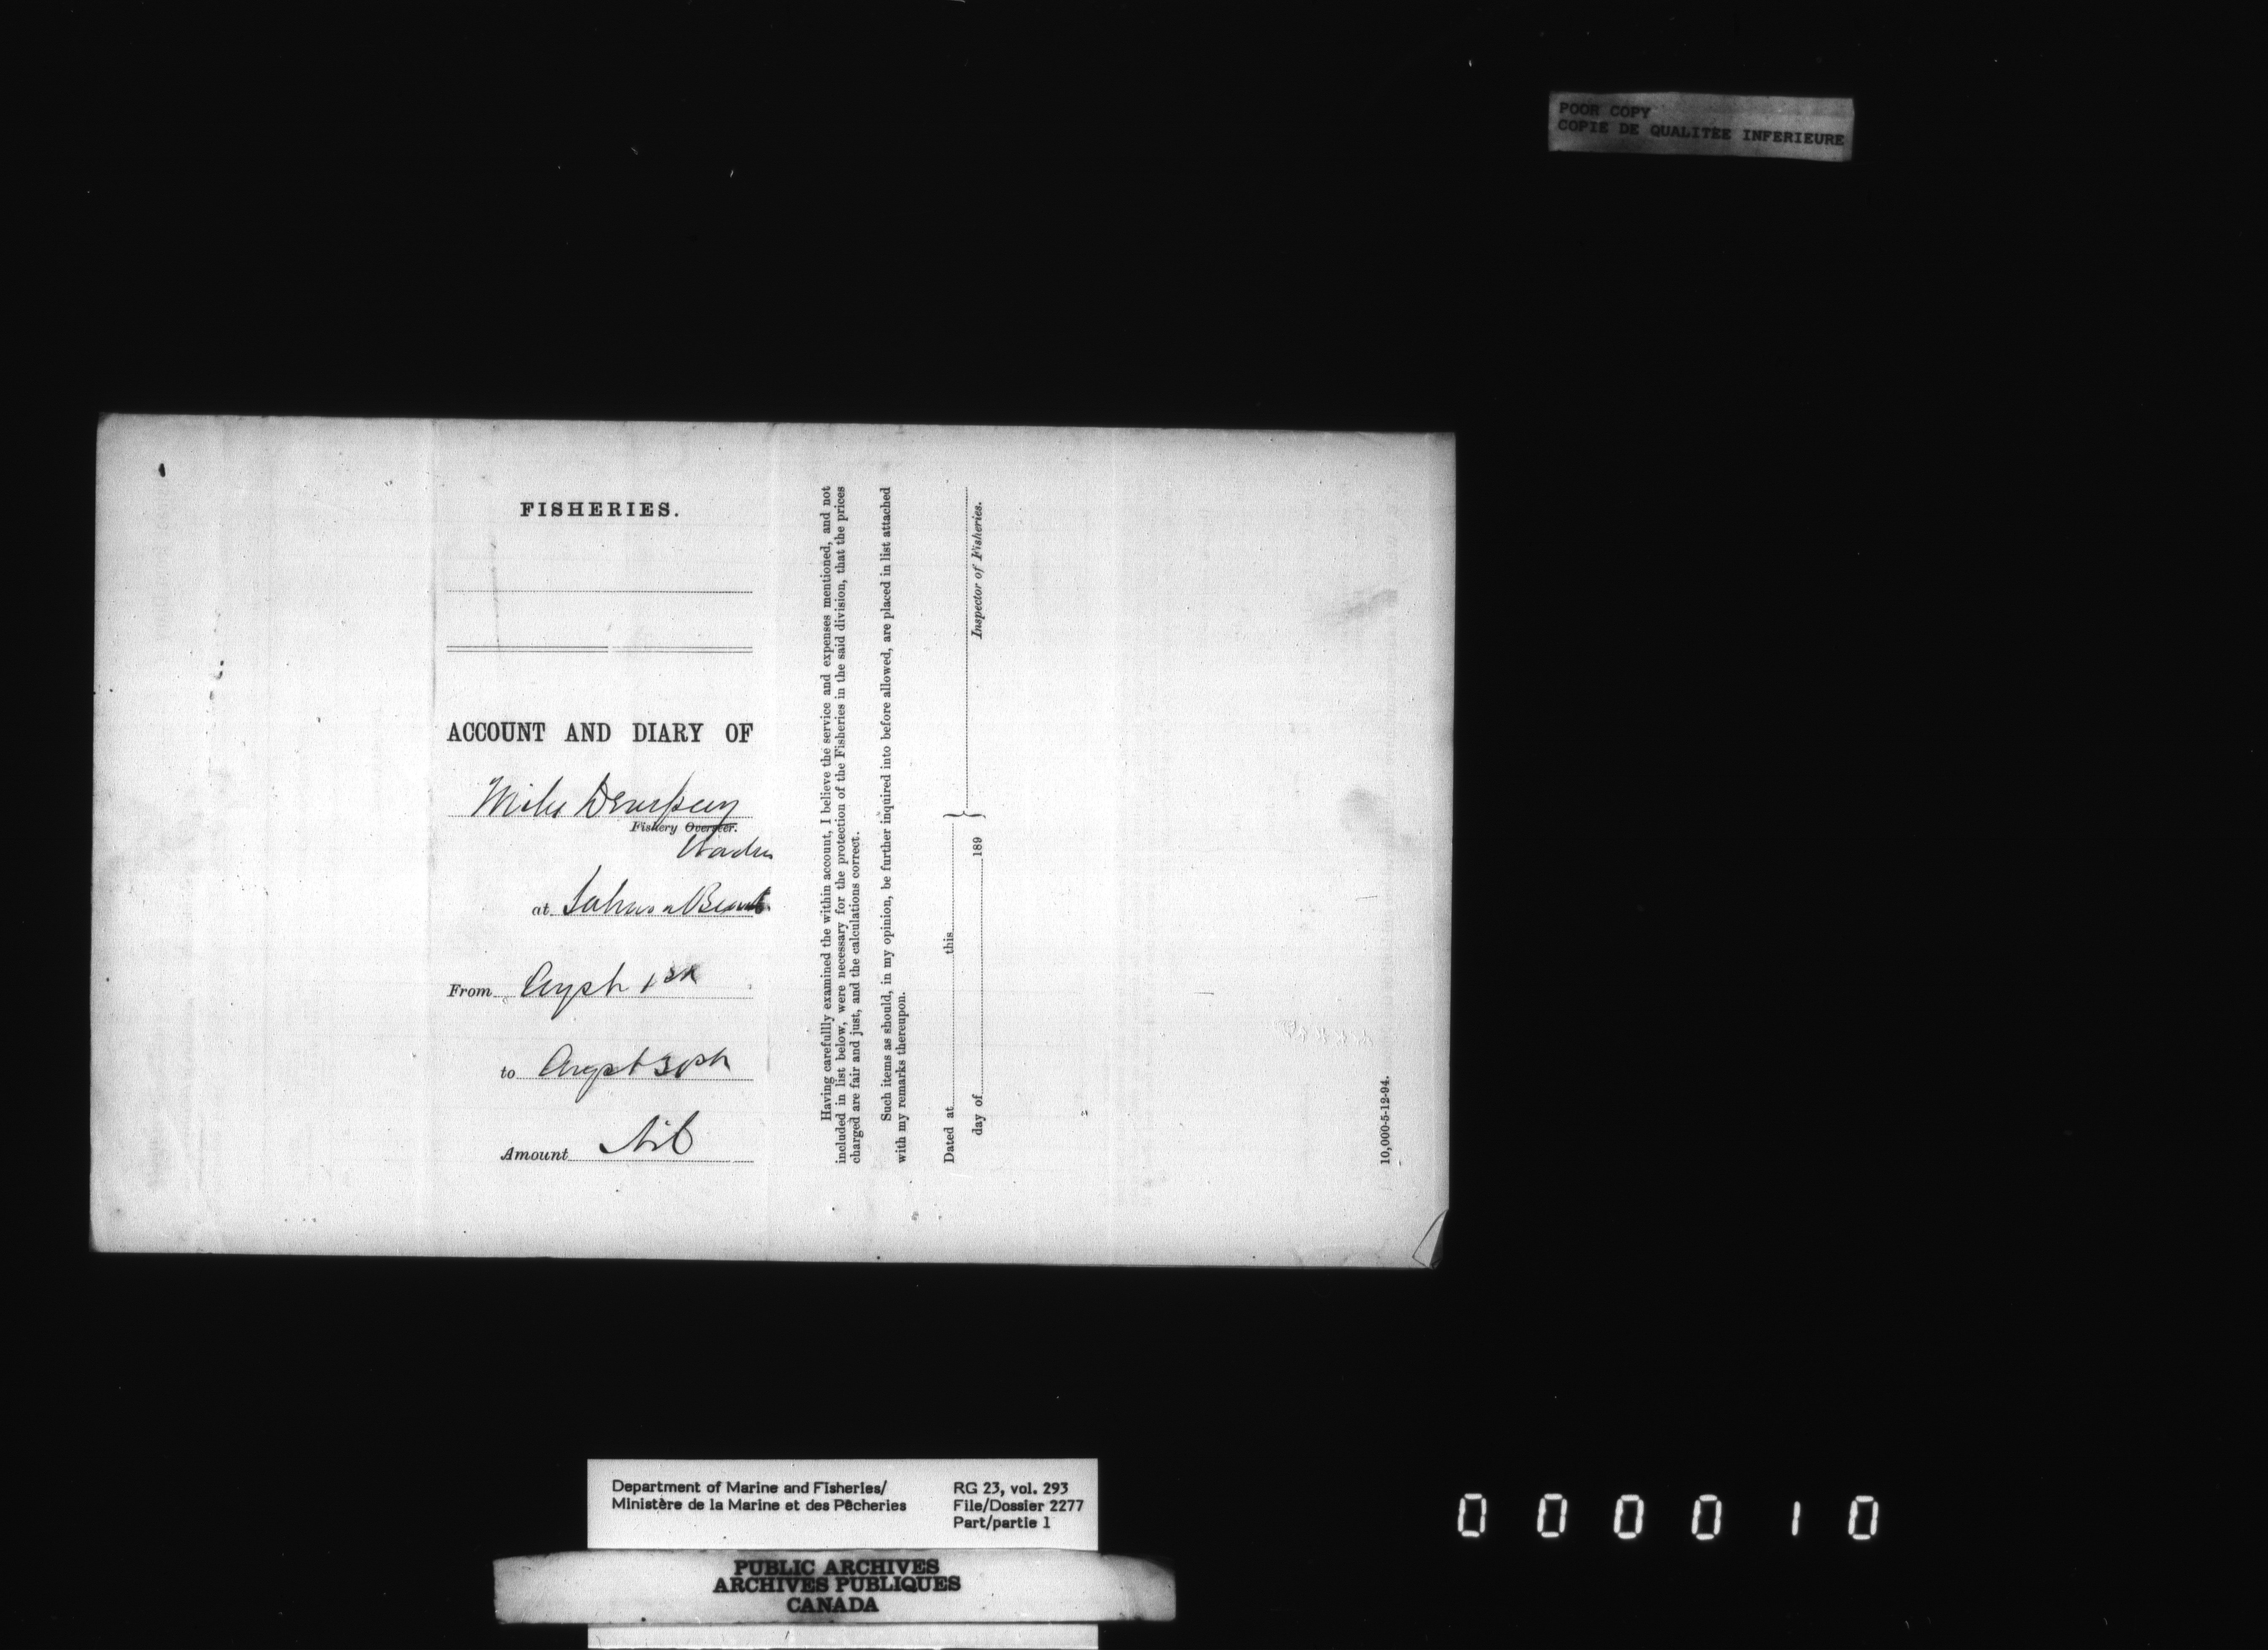 POOR COPY
COPIE DE QUALITÉE INFERIEURE
FISHERIES.
ACCOUNT AND DIARY OF
Miles Dempsey
Fishery Overseer.
Warden
at
From August 1st
to August 30th
Amount Nil
Having carefullly examined the within account, I believe the service and expenses mentioned, and not
included in list below, were necessary for the protection of the Fisheries in the said division, that the prices
charged are fair and just, and the calculations correct.
Such items as should, in my opinion, be further inquired into before allowed, are placed in list attached
with my remarks thereupon.
Dated at this
day of 189
Inspector of Fisheries.
10,000-5-12-94.
Department of Marine and Fisheries/
Ministère de la Marine et des Pêcheries
RG 23, vol. 293
File/Dossier 2277
Part/partie 1
PUBLIC ARCHIVES
ARCHIVES PUBLIQUES
CANADA
000010